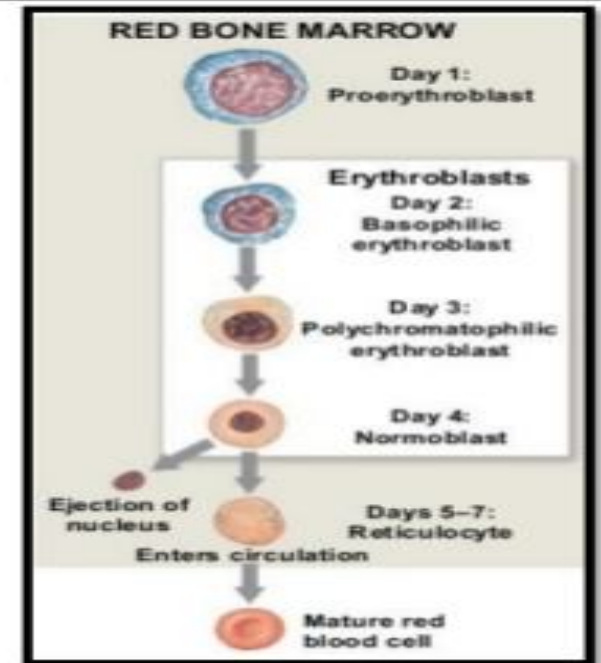 RED BONE MARROW
Day 1:
Proerythroblast
Erythroblasts
Day 2:
Basophilic
erythroblast
Day 3:
Polychromatophilic
erythroblast
Day 4:
Normoblast
Ejection of
nucleus
Days 5–7:
Reticulocyte
Enters circulation
Mature red
blood cell